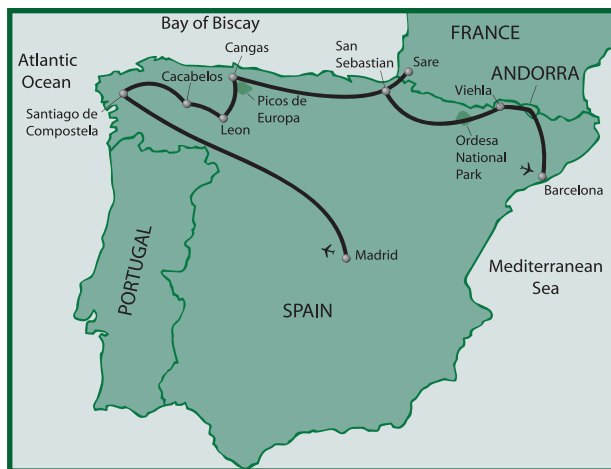 Bay of Biscay
FRANCE
Atlantic
Ocean
Cangas
San
Sebastian
Sare
Cacabelos
Viehla
ANDORRA
Santiago de
Compostela
Leon
Picos de
Europa
Ordesa
National
Park
Barcelona
Madrid
PORTUGAL
SPAIN
Mediterranean
Sea